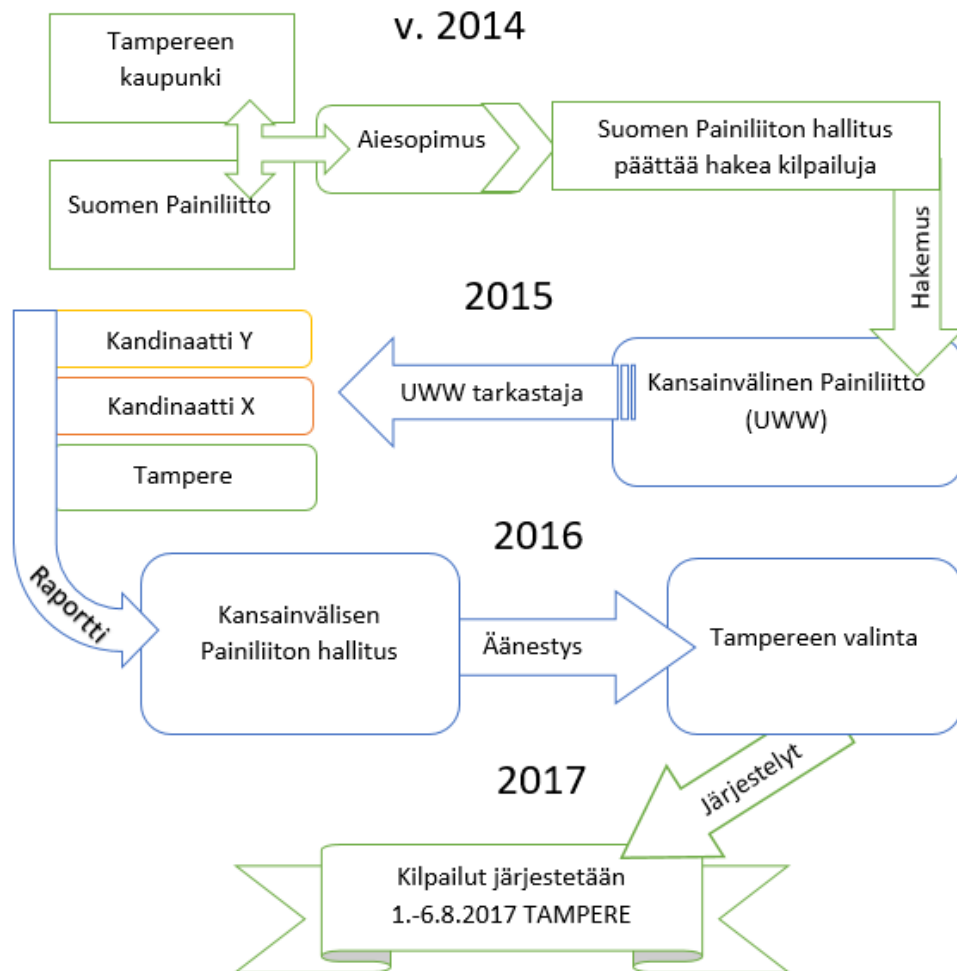 v. 2014
Tampereen
kaupunki
Suomen Painiliitto
Aiesopimus
Suomen Painiliiton hallitus
päättää hakea kilpailuja
Hakemus
2015
Kandinaatti Y
Kandinaatti X
Tampere
UWW tarkastaja
Kansainvälinen Painiliitto
(UWW)
Raportti
2016
Kansainvälisen
Painiliiton hallitus
Äänestys
Tampereen valinta
Järjestelyt
2017
Kilpailut järjestetään
1.-6.8.2017 TAMPERE